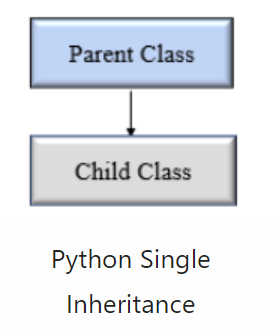 Parent Class
Child Class
Python Single
Inheritance